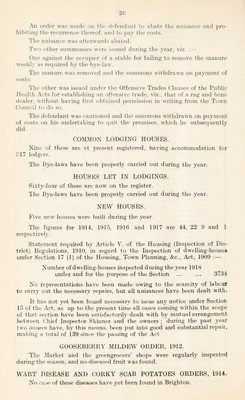 26
An order was made on the defendant to abate the nuisance and pro-
hibiting the recurrence thereof, and to pay the costs.
The nuisance was afterwards abated.
Two other summonses were issued during the year, viz. :—
One against the occupier of a stable for failing to remove the manure
weekly as required by the bye-law.
The manure was removed and the summons withdrawn on payment of
costs.
The other was issued under the Offensive Trades Clauses of the Public
Health Acts for establishing an offensive trade, viz., that of a rag and bone
dealer, without having first obtained permission in writing from the Town
Council to do so.
The defendant was cautioned and the summons withdrawn on payment
of costs on his undertaking to quit the premises, which he subsequently
did.
COMMON LODGING HOUSES.
Nine of these are at present registered, having accommodation for
317 lodgers.
The Bye-laws have been properly carried out during the year.
HOUSES LET IN LODGINGS.
Sixty-four of these are now on the register.
The Bye-laws have been properly carried out during the year.
NEW HOUSES.
Five new houses were built during the year.
The figures for 1914, 1915, 1916 and 1917 are 44, 22 9 and 1
respectively.
Statement required by Article V. of the Housing (Inspection of Dis-
trict) Regulations, 1910, in regard to the Inspection of dwelling-houses
under Section 17 (1) of the Housing, Town Planning, &c., Act, 1909 :—
Number of dwelling-houses inspected during the year 1918
under and for the purpose of the Section ... ... 3734
No representations have been made owing to the scarcity of labour
to carry out the necessary repairs, but all nuisances have been dealt with.
It has not yet been found necessary to issue any notice under Section
15 of the Act, as up to the present time all cases coming within the scope
of that section have been satisfactorily dealt with by mutual arrangement
between Chief Inspector Skinner and the owners; during the past year
two houses have, by this means, been put into good and substantial repair,
making a total of 139 since the passing of the Act
GOOSEBERRY MILDEW ORDER, 1912.
The Market and the greengrocers' shops were regularly inspected
during the season, and no diseased fruit was found.
WART DISEASE AND CORKY SCAB POTATOES ORDERS, 1914.
No case of these diseases have yet been found in Brighton.